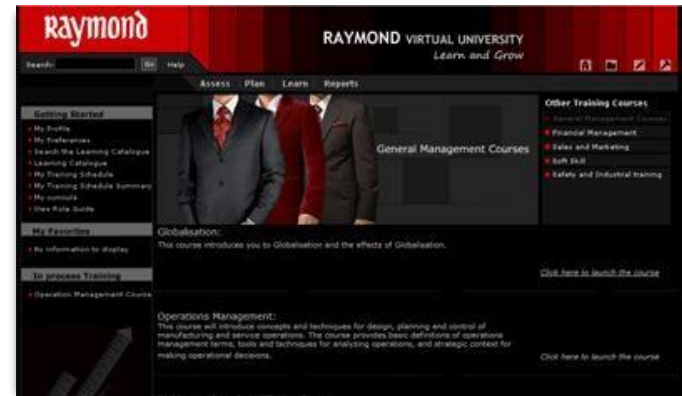 Raymond
RAYMOND VIRTUAL UNIVERSITY
Learn and Grow
Search:
Go
Help
Assess Plan Learn Reports
Getting Started
My Profile
My Preferences
Search the Learning Catalogue
Learning Catalogue
My Training Schedule
My Training Schedule Summary
My curricula
View Role Guide
My Favorites
No information to display
In process Training
Operation Management Course
General Management Courses
Other Training Courses
General Management Courses
Financial Management
Sales and Marketing
Soft Skill
Safety and Industrial training
Globalisation:
This course introduces you to Globalisation and the effects of Globalisation.
Click here to launch the course
Operations Management:
This course will introduce concepts and techniques for design, planning and control of
manufacturing and service operations. The course provides basic definitions of operations
management terms, tools and techniques for analyzing operations, and strategic context for
making operational decisions.
Click here to launch the course